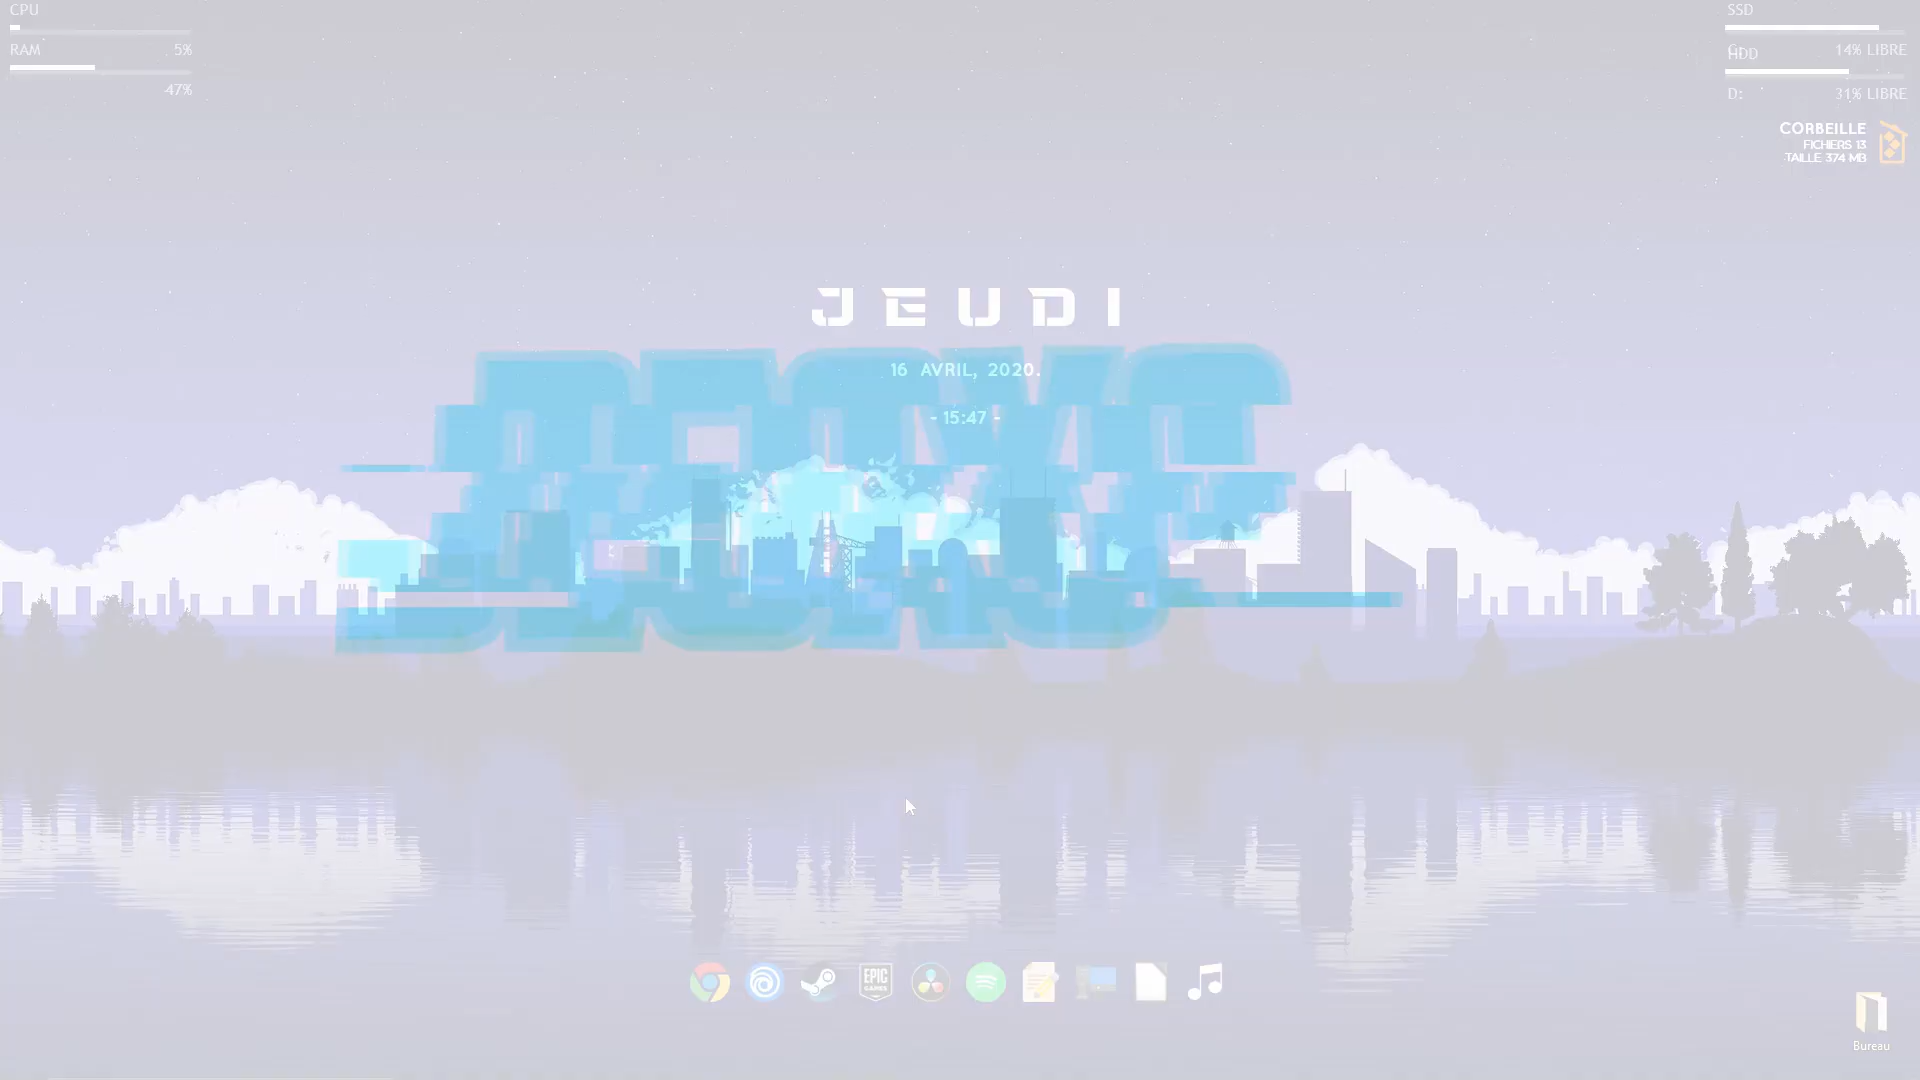 CPU
RAM 5%
47%
SSD
14% LIBRE
HDD
D: 31% LIBRE
CORBEILLE
FICHIERS 13
TAILLE 374 MB
JEUDI
16 AVRIL, 2020.
- 15:47 -
EPIC
GAMES
Bureau